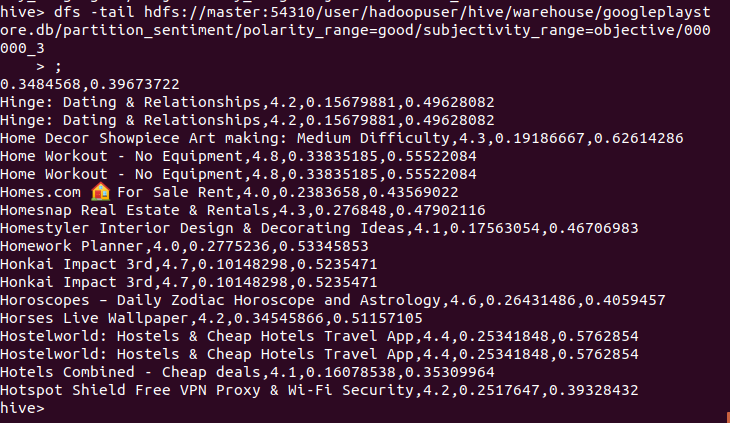 hive> dfs -tail hdfs://master:54310/user/hadoopuser/hive/warehouse/googleplayst
ore.db/partition_sentiment/polarity_range=good/subjectivity_range=objective/000
000_3
    > ;
0.3484568,0.39673722
Hinge: Dating & Relationships,4.2,0.15679881,0.49628082
Hinge: Dating & Relationships,4.2,0.15679881,0.49628082
Home Decor Showpiece Art making: Medium Difficulty,4.3,0.19186667,0.62614286
Home Workout - No Equipment,4.8,0.33835185,0.55522084
Home Workout - No Equipment,4.8,0.33835185,0.55522084
Homes.com 🏠 For Sale Rent,4.0,0.2383658,0.43569022
Homesnap Real Estate & Rentals,4.3,0.276848,0.47902116
Homestyler Interior Design & Decorating Ideas,4.1,0.17563054,0.46706983
Homework Planner,4.0,0.2775236,0.53345853
Honkai Impact 3rd,4.7,0.10148298,0.5235471
Honkai Impact 3rd,4.7,0.10148298,0.5235471
Horoscopes – Daily Zodiac Horoscope and Astrology,4.6,0.26431486,0.4059457
Horses Live Wallpaper,4.2,0.34545866,0.51157105
Hostelworld: Hostels & Cheap Hotels Travel App,4.4,0.25341848,0.5762854
Hostelworld: Hostels & Cheap Hotels Travel App,4.4,0.25341848,0.5762854
Hotels Combined - Cheap deals,4.1,0.16078538,0.35309964
Hotspot Shield Free VPN Proxy & Wi-Fi Security,4.2,0.2517647,0.39328432
hive>